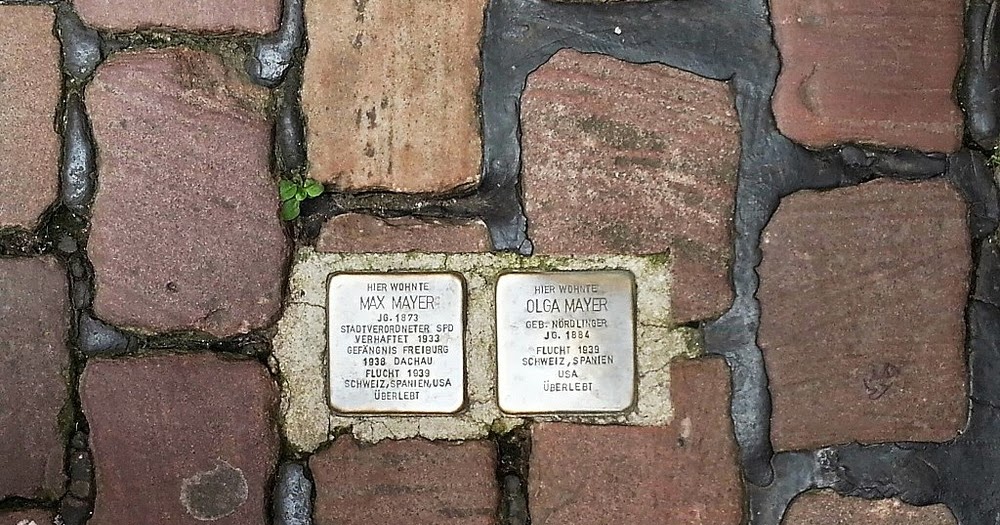 HIER WOHNTE
MAX MAYER
JG. 1873
STADTVERORDNETER SPD
VERHAFTET 1933
GEFÄNGNIS FREIBURG
1938 DACHAU
FLUCHT 1939
SCHWEIZ, SPANIEN, USA
ÜBERLEBT
HIER WOHNTE
OLGA MAYER
GEB. NÖRDLINGER
JG. 1884
FLUCHT 1939
SCHWEIZ, SPANIEN
USA
ÜBERLEBT